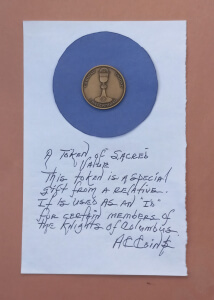 A Token of Sacred
Value
This token is a special
gift from a relative.
It is used as an "ID"
for certain members of
the Knights of Columbus